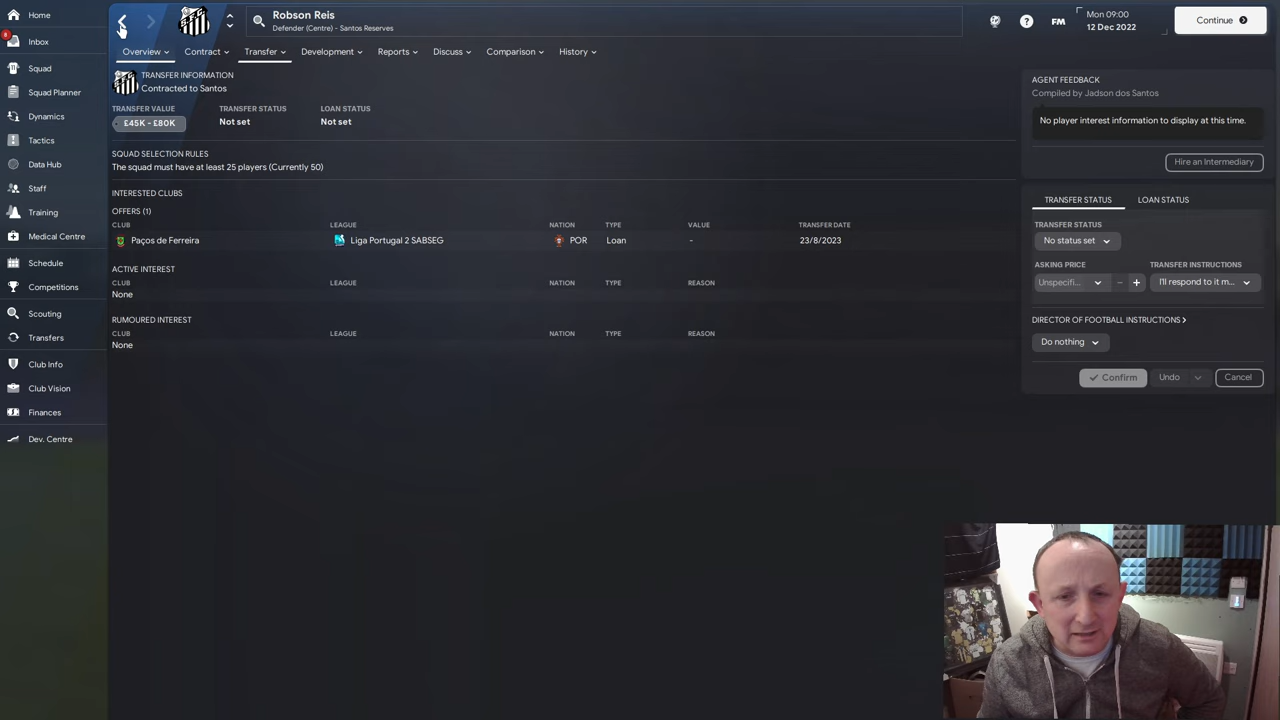 Home
6
Inbox
Squad
Squad Planner
Dynamics
Tactics
Data Hub
Staff
Training
Medical Centre
Schedule
Competitions
Scouting
Transfers
Club Info
Club Vision
Finances
Dev. Centre
Robson Reis
Defender (Centre) - Santos Reserves
FM
Mon 09:00
12 Dec 2022
Continue
Overview
Contract
Transfer
Development
Reports
Discuss
Comparison
History
TRANSFER INFORMATION
Contracted to Santos
TRANSFER VALUE TRANSFER STATUS LOAN STATUS
£45K - £80K Not set Not set
SQUAD SELECTION RULES
The squad must have at least 25 players (Currently 50)
INTERESTED CLUBS
OFFERS (1)
CLUB LEAGUE NATION TYPE VALUE TRANSFER DATE
Paços de Ferreira Liga Portugal 2 SABSEG POR Loan - 23/8/2023
ACTIVE INTEREST
CLUB LEAGUE NATION TYPE REASON
None
RUMOURED INTEREST
CLUB LEAGUE NATION TYPE REASON
None
AGENT FEEDBACK
Compiled by Jadson dos Santos
No player interest information to display at this time.
Hire an Intermediary
TRANSFER STATUS LOAN STATUS
TRANSFER STATUS
No status set
ASKING PRICE TRANSFER INSTRUCTIONS
Unspecifi... − + I'll respond to it m...
DIRECTOR OF FOOTBALL INSTRUCTIONS >
Do nothing
Confirm Undo Cancel